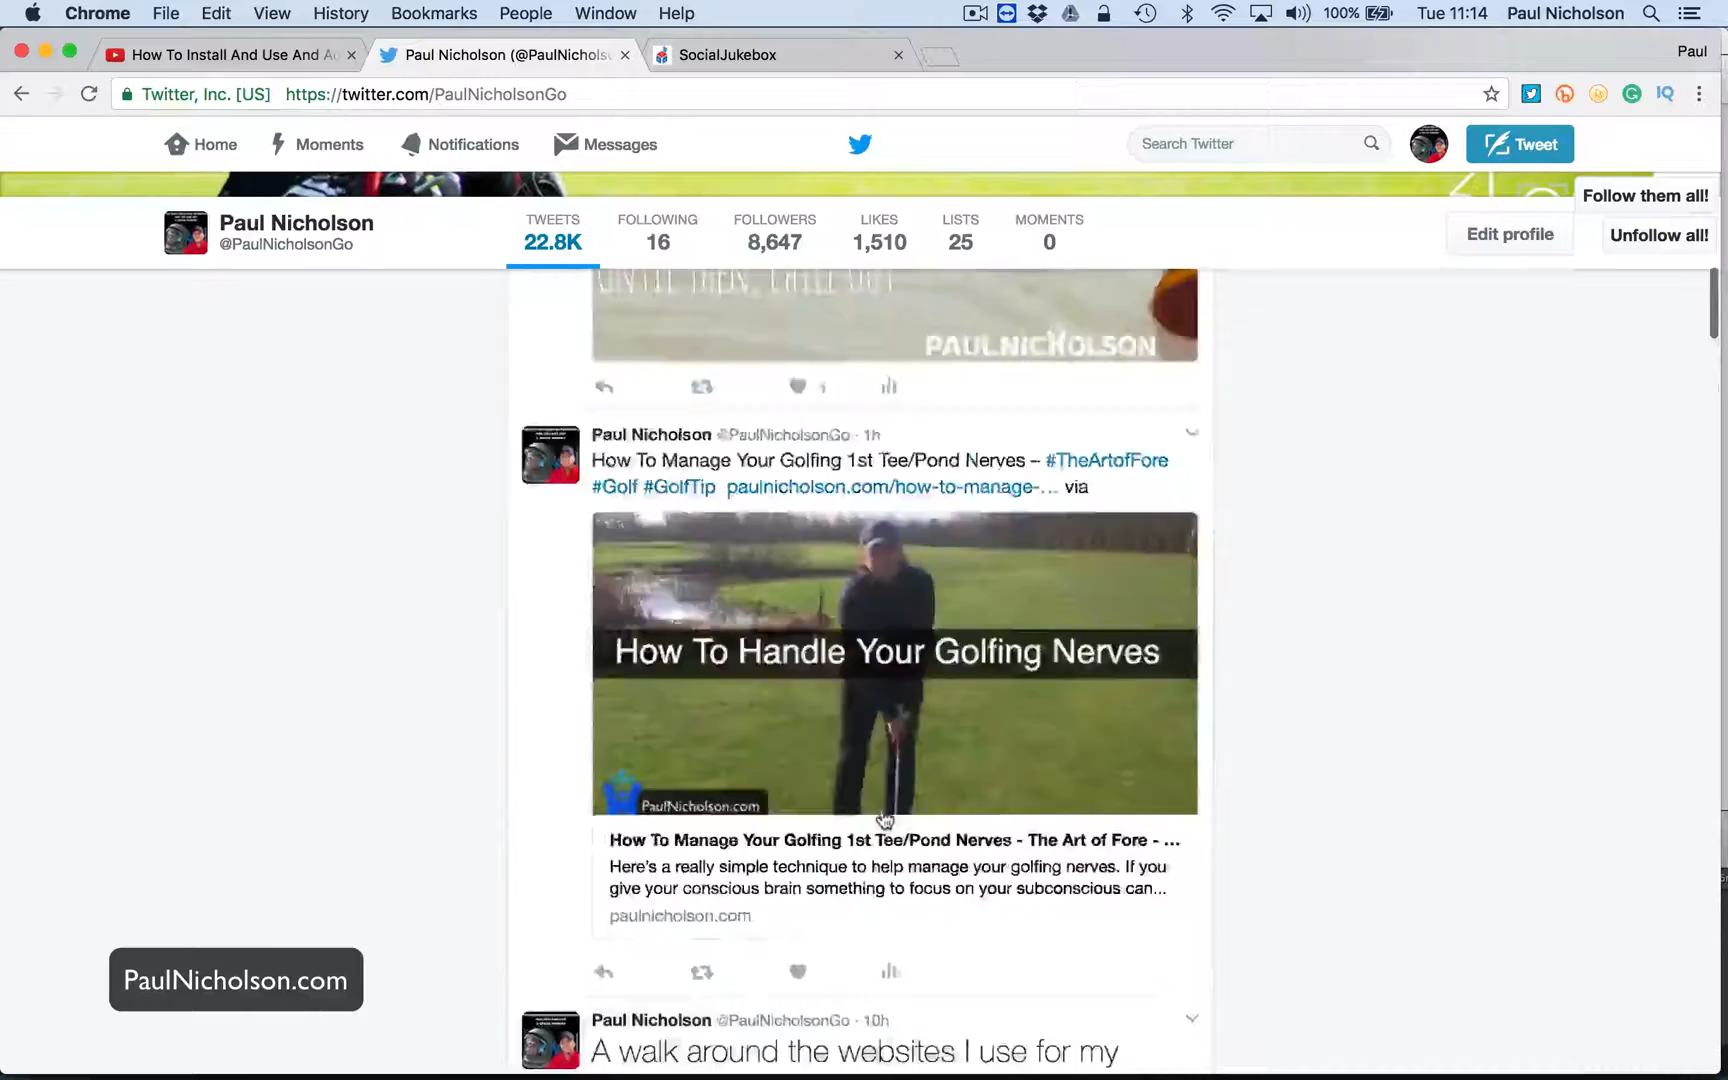 Chrome File Edit View History Bookmarks People Window Help 100% Tue 11:14 Paul Nicholson
How To Install And Use And Au Paul Nicholson (@PaulNichols SocialJukebox Paul
Twitter, Inc. [US] https://twitter.com/PaulNicholsonGo
Home Moments Notifications Messages Search Twitter Tweet
Follow them all!
Paul Nicholson
@PaulNicholsonGo
TWEETS FOLLOWING FOLLOWERS LIKES LISTS MOMENTS
22.8K 16 8,647 1,510 25 0
Edit profile Unfollow all!
UNTIL THEN, CHILL OUT
PAULNICHOLSON
1
Paul Nicholson @PaulNicholsonGo · 1h
How To Manage Your Golfing 1st Tee/Pond Nerves – #TheArtofFore
#Golf #GolfTip paulnicholson.com/how-to-manage-… via
How To Handle Your Golfing Nerves
PaulNicholson.com
How To Manage Your Golfing 1st Tee/Pond Nerves - The Art of Fore - ...
Here's a really simple technique to help manage your golfing nerves. If you
give your conscious brain something to focus on your subconscious can...
paulnicholson.com
PaulNicholson.com
Paul Nicholson @PaulNicholsonGo · 10h
A walk around the websites I use for my